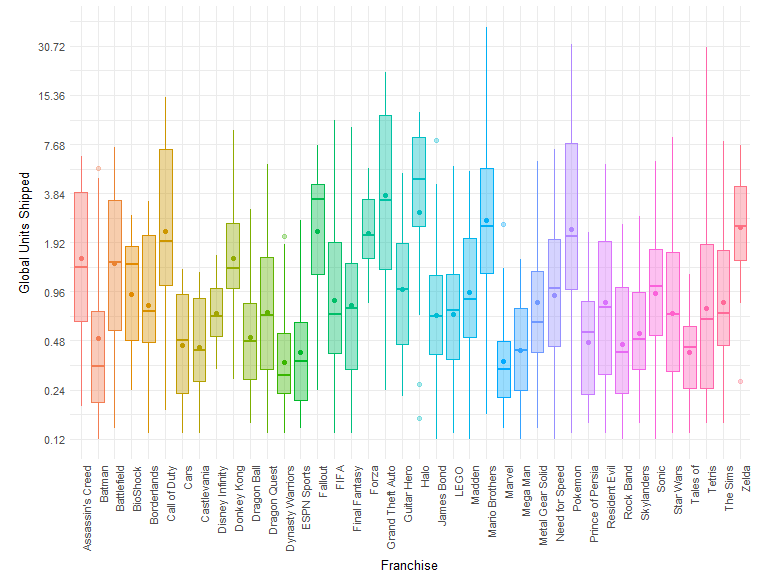 30.72
15.36
7.68
3.84
1.92
0.96
0.48
0.24
0.12
Global Units Shipped
Assassin's Creed
Batman
Battlefield
BioShock
Borderlands
Call of Duty
Cars
Castlevania
Disney Infinity
Donkey Kong
Dragon Ball
Dragon Quest
Dynasty Warriors
ESPN Sports
Fallout
FIFA
Final Fantasy
Forza
Grand Theft Auto
Guitar Hero
Halo
James Bond
LEGO
Madden
Mario Brothers
Marvel
Mega Man
Metal Gear Solid
Need for Speed
Pokemon
Prince of Persia
Resident Evil
Rock Band
Skylanders
Sonic
Star Wars
Tales of
Tetris
The Sims
Zelda
Franchise